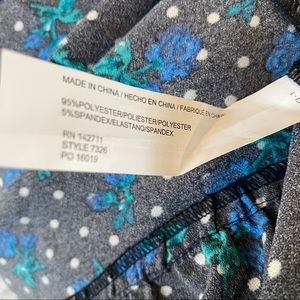 MADE IN CHINA / HECHO EN CHINA / FABRIQUE EN CHINE
95%POLYESTER/POLIESTER/POLYESTER
5%SPANDEX/ELASTANO/SPANDEX
RN 142711
STYLE 7326
PO 16019